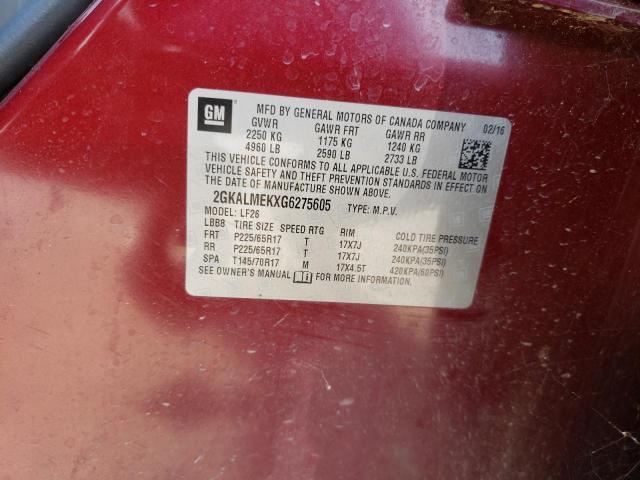 GM
MFD BY GENERAL MOTORS OF CANADA COMPANY
GVWR GAWR FRT GAWR RR 02/16
2250 KG 1175 KG 1240 KG
4960 LB 2590 LB 2733 LB
THIS VEHICLE CONFORMS TO ALL APPLICABLE U.S. FEDERAL MOTOR
VEHICLE SAFETY AND THEFT PREVENTION STANDARDS IN EFFECT ON
THE DATE OF MANUFACTURE SHOWN ABOVE.
2GKALMEKXG6275605 TYPE: M.P.V.
MODEL: LF26
LBB8 TIRE SIZE SPEED RTG RIM COLD TIRE PRESSURE
FRT P225/65R17 T 17X7J 240KPA(35PSI)
RR P225/65R17 T 17X7J 240KPA(35PSI)
SPA T145/70R17 M 17X4.5T 420KPA(60PSI)
SEE OWNER'S MANUAL FOR MORE INFORMATION.